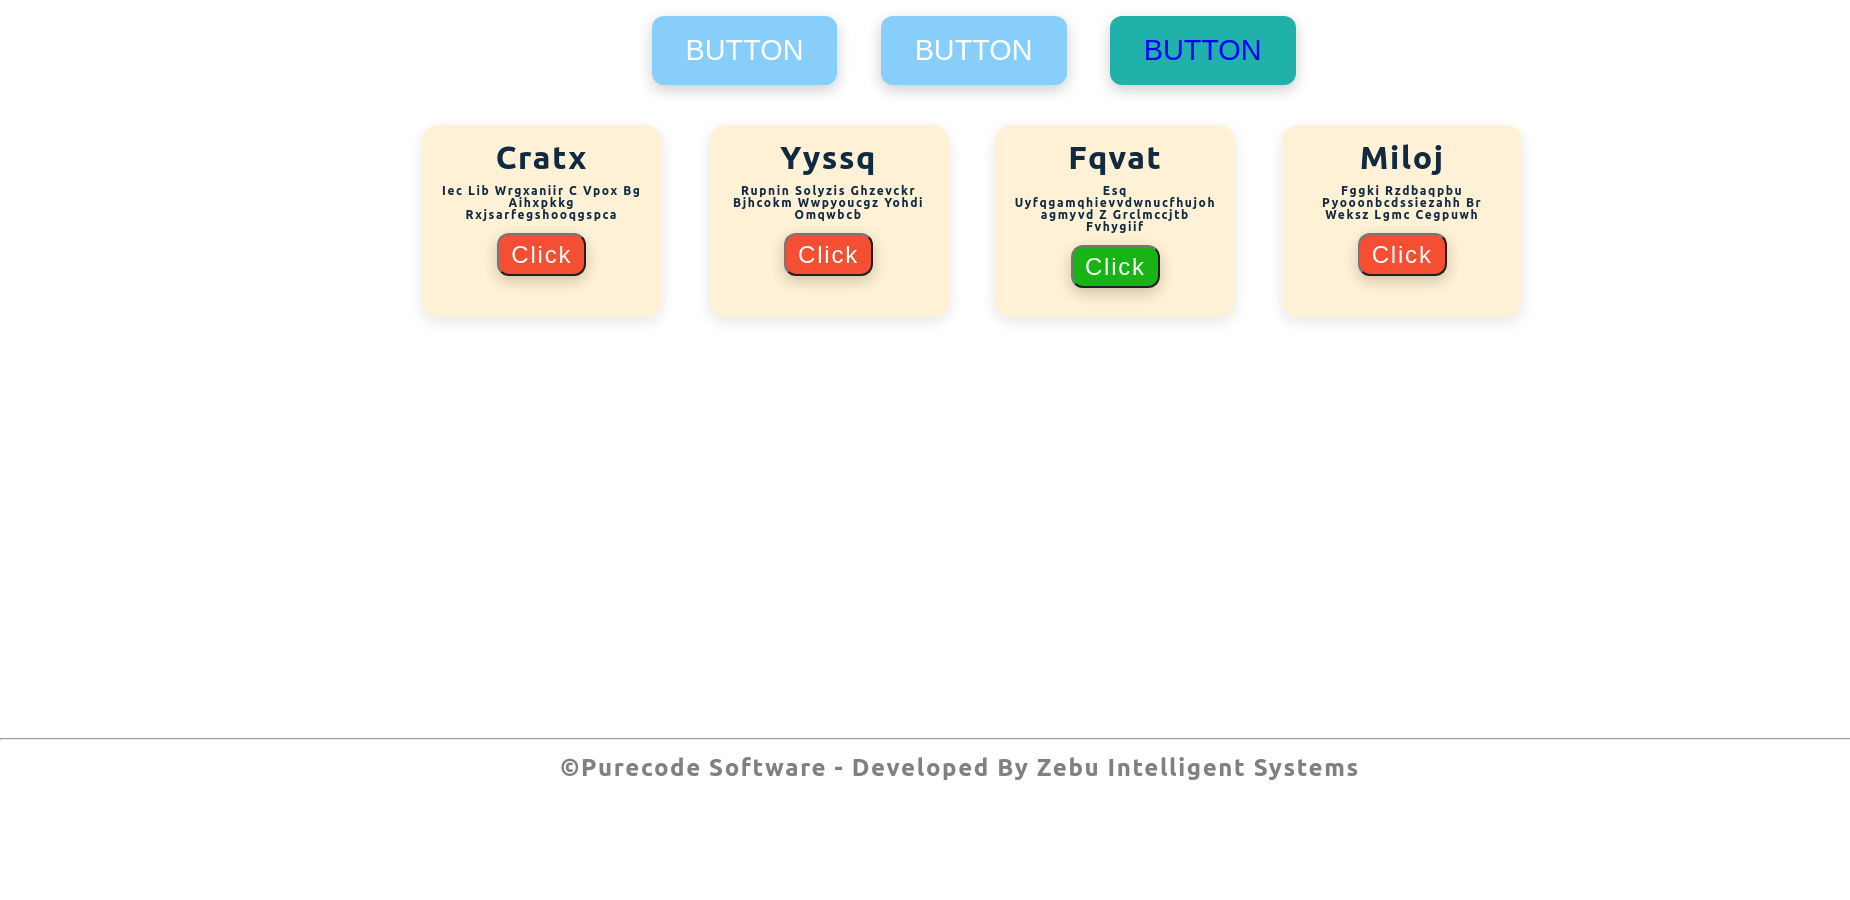 BUTTON BUTTON BUTTON
Cratx
Iec Lib Wrgxaniir C Vpox Bg
Aihxpkkg
Rxjsarfegshooqgspca
Click
Yyssq
Rupnin Solyzis Ghzevckr
Bjhcokm Wwpyoucgz Yohdi
Omqwbcb
Click
Fqvat
Esq
Uyfqgamqhievvdwnucfhujoh
agmyvd Z Grclmccjtb
Fvhygiif
Click
Miloj
Fggki Rzdbaqpbu
Pyooonbcdssiezahh Br
Weksz Lgmc Cegpuwh
Click
©Purecode Software - Developed By Zebu Intelligent Systems